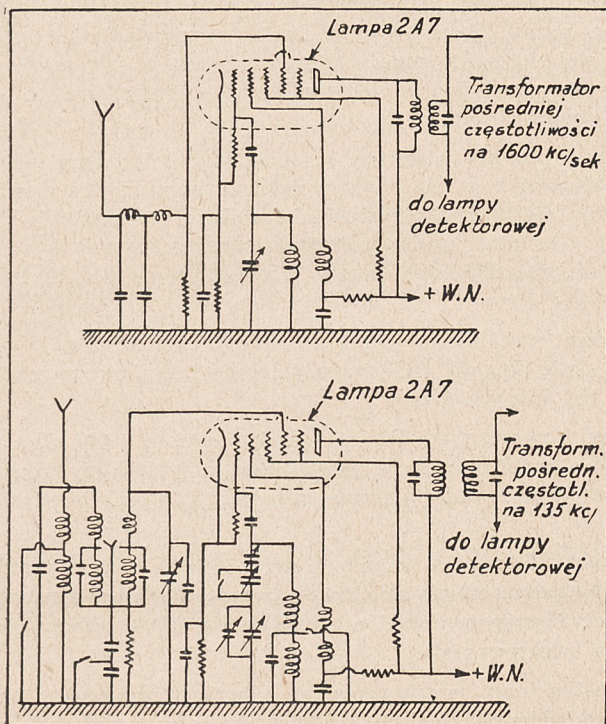 Lampa 2A7
Transformator
pośredniej
częstotliwości
na 1600 kc/sek
do lampy
detektorowej
+ W.N.
Lampa 2A7
Transform.
pośredn.
częstotl.
na 135 kc/
do lampy
detektorowej
+ W.N.